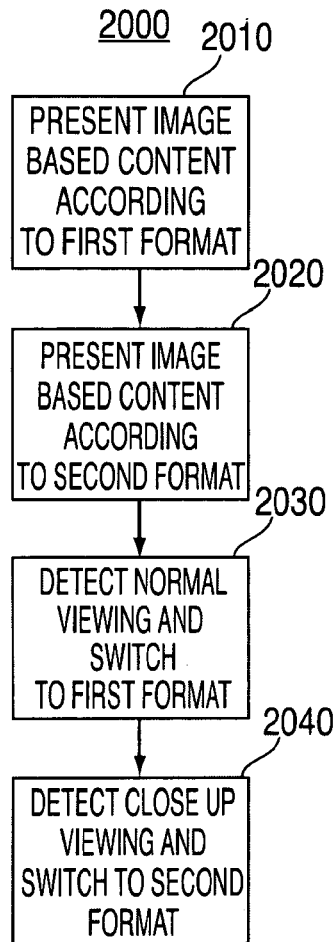 2000
2010
PRESENT IMAGE
BASED CONTENT
ACCORDING
TO FIRST FORMAT
2020
PRESENT IMAGE
BASED CONTENT
ACCORDING
TO SECOND FORMAT
2030
DETECT NORMAL
VIEWING AND
SWITCH
TO FIRST FORMAT
2040
DETECT CLOSE UP
VIEWING AND
SWITCH TO SECOND
FORMAT